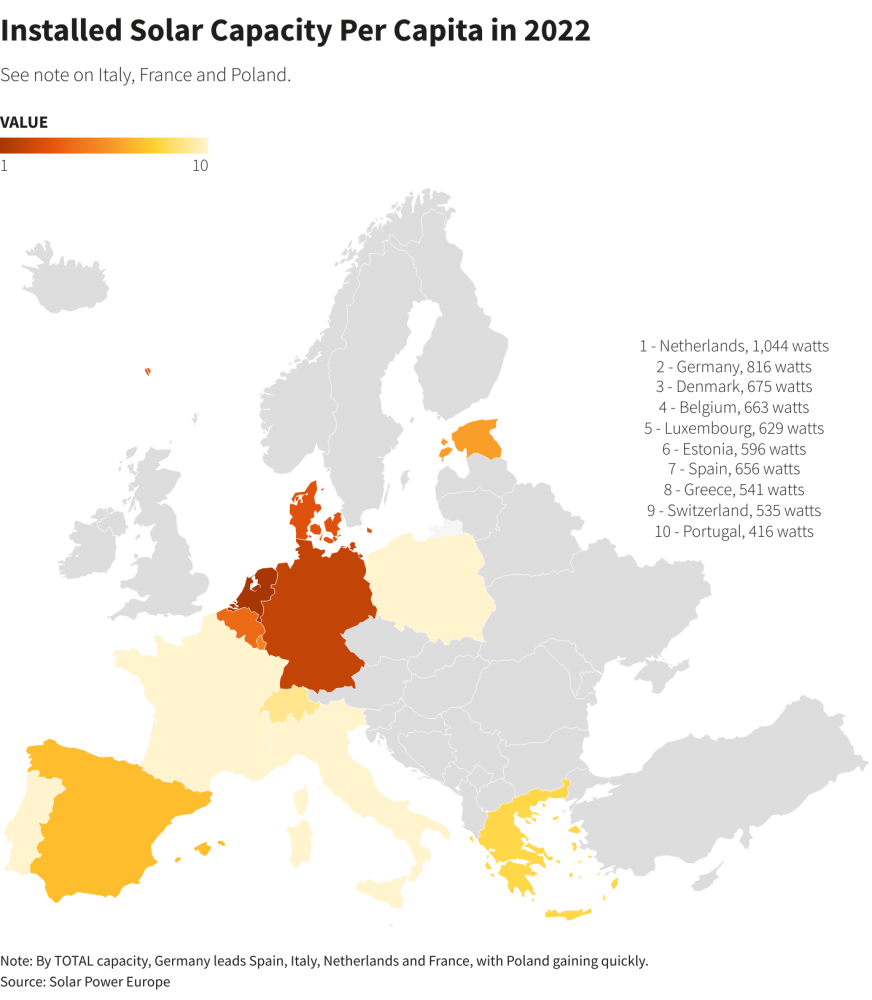 Installed Solar Capacity Per Capita in 2022
See note on Italy, France and Poland.
VALUE
1 10
1 - Netherlands, 1,044 watts
2 - Germany, 816 watts
3 - Denmark, 675 watts
4 - Belgium, 663 watts
5 - Luxembourg, 629 watts
6 - Estonia, 596 watts
7 - Spain, 656 watts
8 - Greece, 541 watts
9 - Switzerland, 535 watts
10 - Portugal, 416 watts
Note: By TOTAL capacity, Germany leads Spain, Italy, Netherlands and France, with Poland gaining quickly.
Source: Solar Power Europe